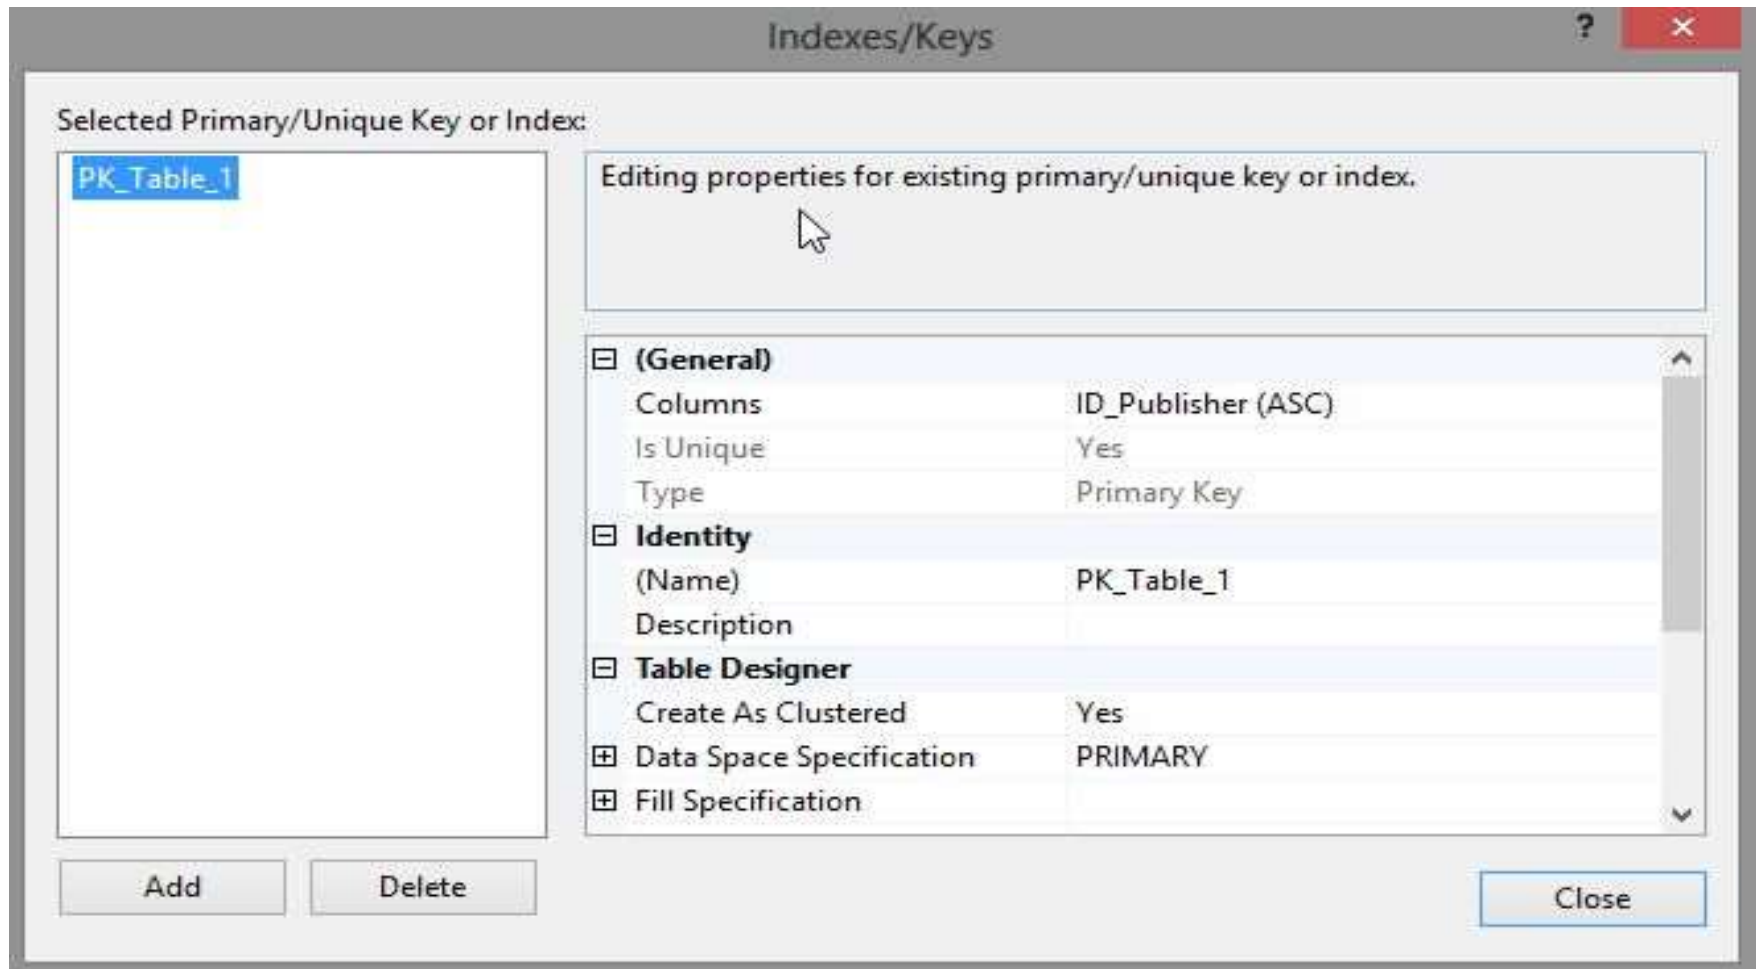 Indexes/Keys
?
Selected Primary/Unique Key or Index:
PK_Table_1
Editing properties for existing primary/unique key or index.
(General)
Columns ID_Publisher (ASC)
Is Unique Yes
Type Primary Key
Identity
(Name) PK_Table_1
Description
Table Designer
Create As Clustered Yes
Data Space Specification PRIMARY
Fill Specification
Add Delete
Close